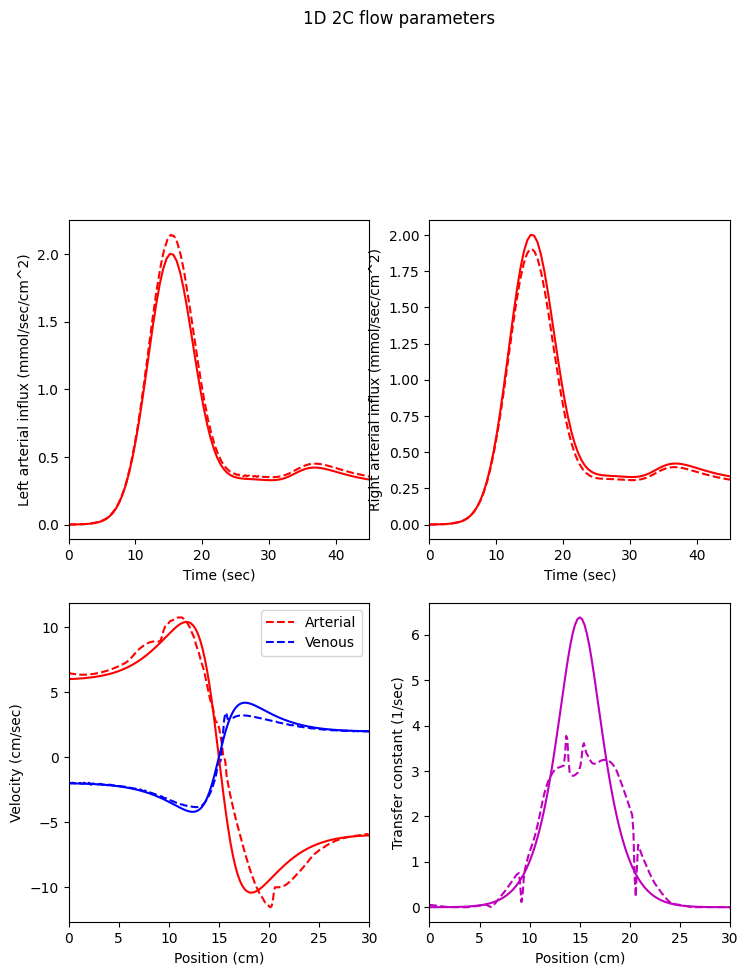 1D 2C flow parameters
Left arterial influx (mmol/sec/cm^2)
2.0
1.5
1.0
0.5
0.0
0 10 20 30 40
Time (sec)
Right arterial influx (mmol/sec/cm^2)
2.00
1.75
1.50
1.25
1.00
0.75
0.50
0.25
0.00
0 10 20 30 40
Time (sec)
Velocity (cm/sec)
10
5
0
−5
−10
Arterial
Venous
0 5 10 15 20 25 30
Position (cm)
Transfer constant (1/sec)
6
5
4
3
2
1
0
0 5 10 15 20 25 30
Position (cm)